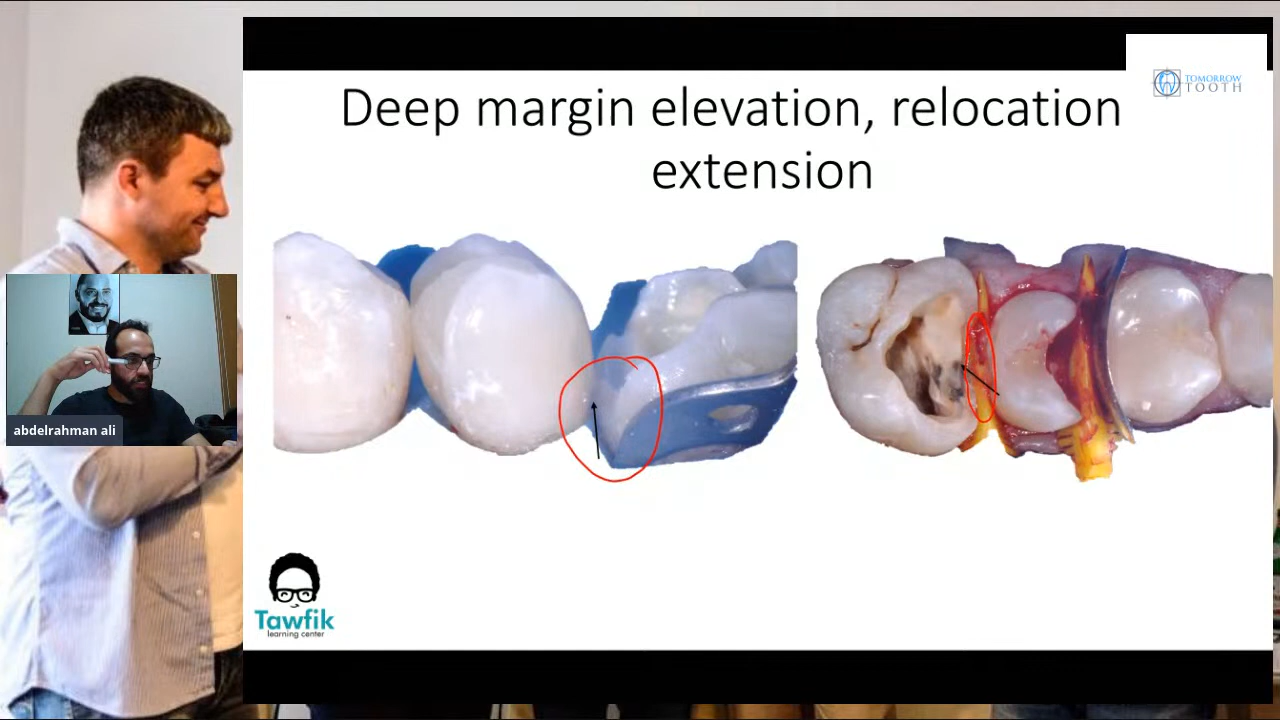 Deep margin elevation, relocation
extension
TOMORROW
TOOTH
abdelrahman ali
Tawfik
learning center